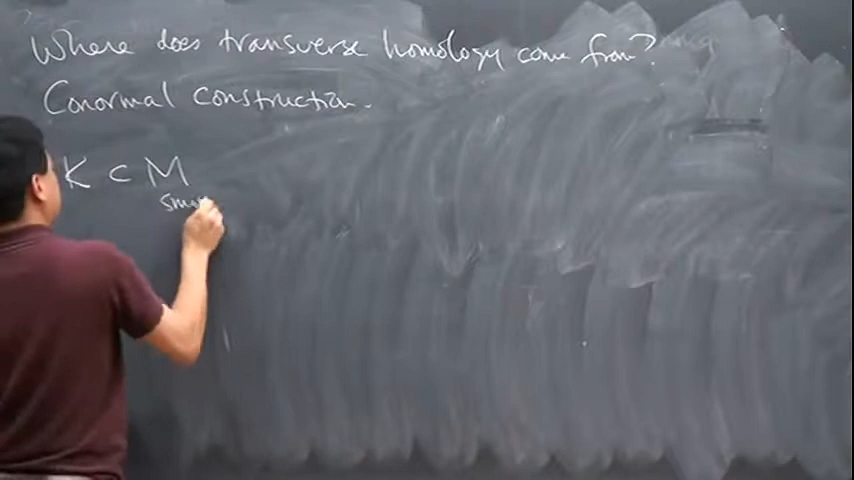 Where does transverse homology come from?
Conormal construction.
K ⊂ M